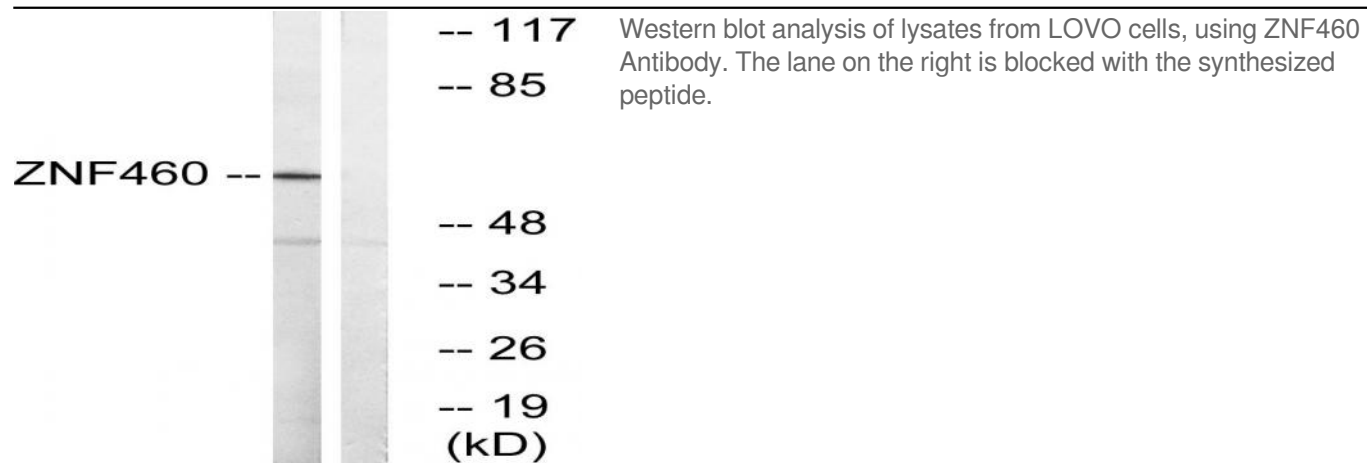 -- 117
-- 85
ZNF460 --
-- 48
-- 34
-- 26
-- 19
(kD)
Western blot analysis of lysates from LOVO cells, using ZNF460
Antibody. The lane on the right is blocked with the synthesized
peptide.